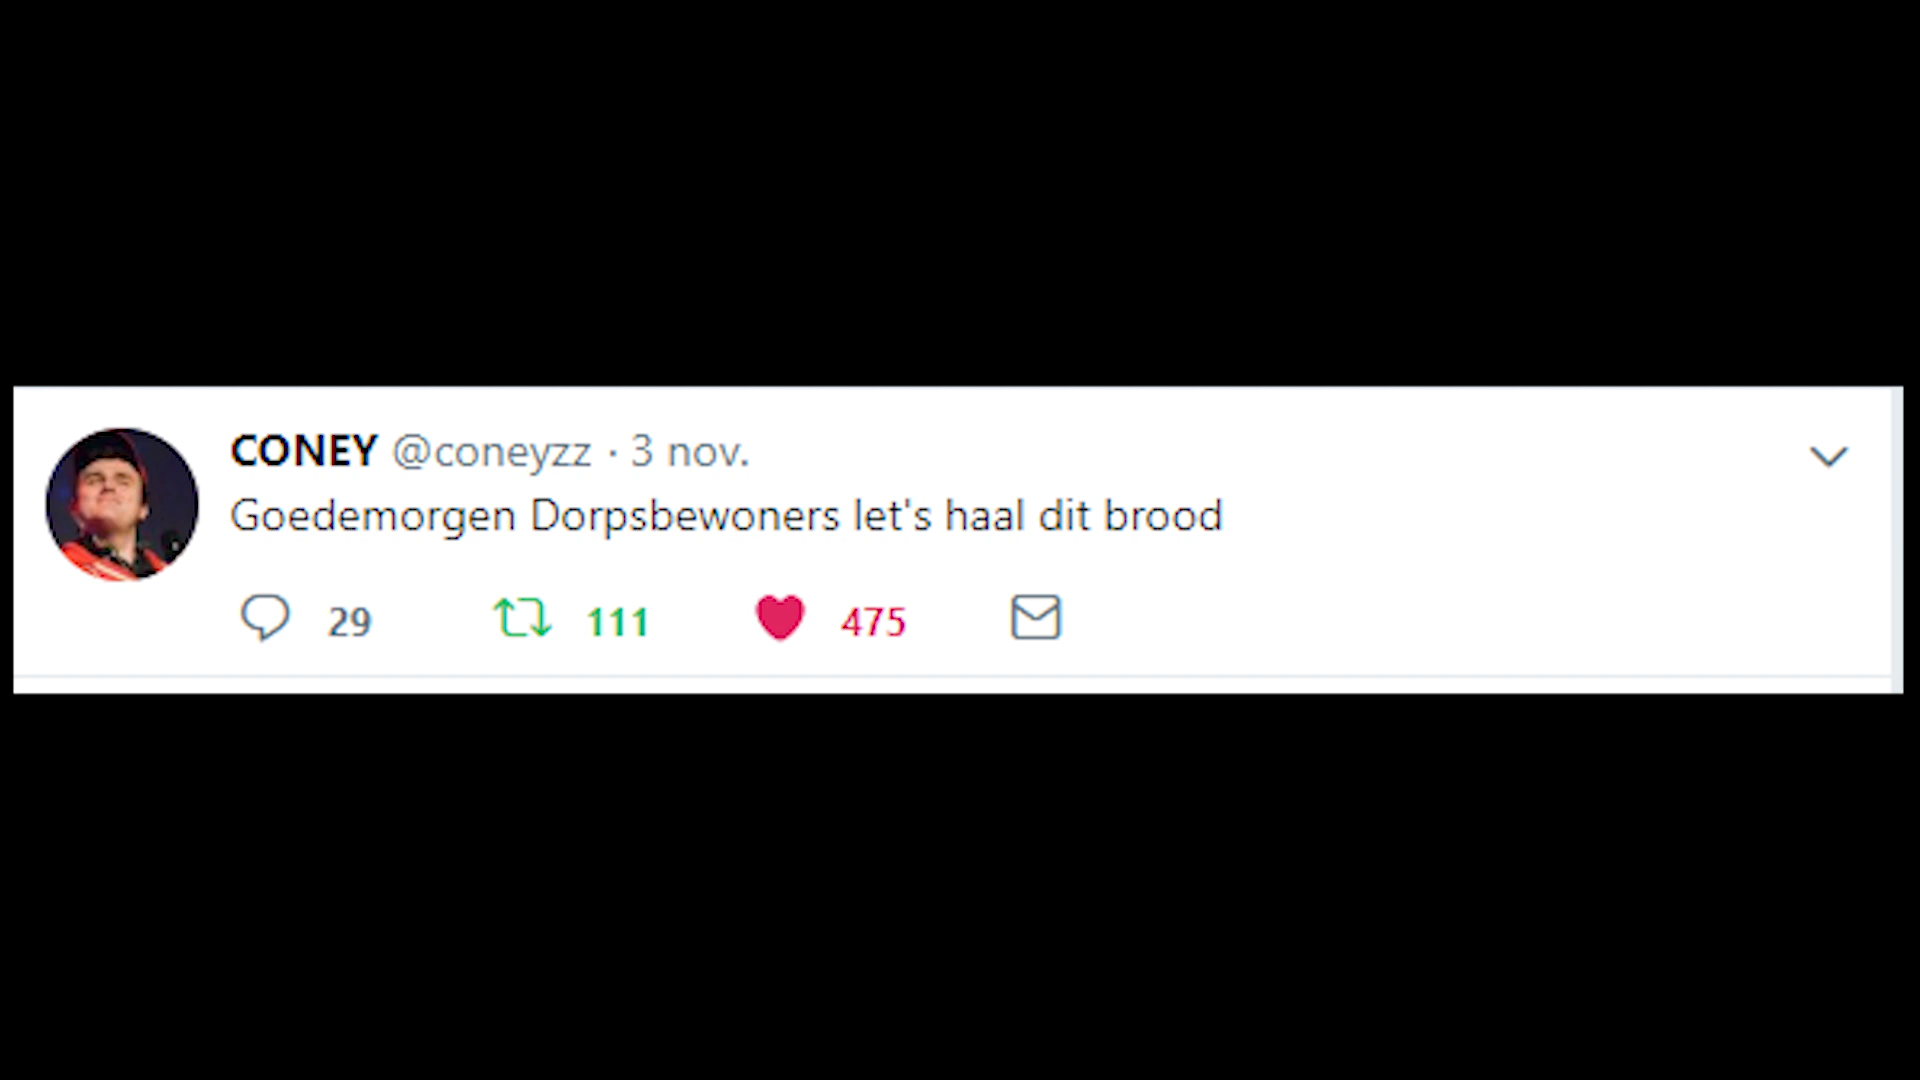 CONEY @coneyzz · 3 nov.
Goedemorgen Dorpsbewoners let's haal dit brood
29 111 475